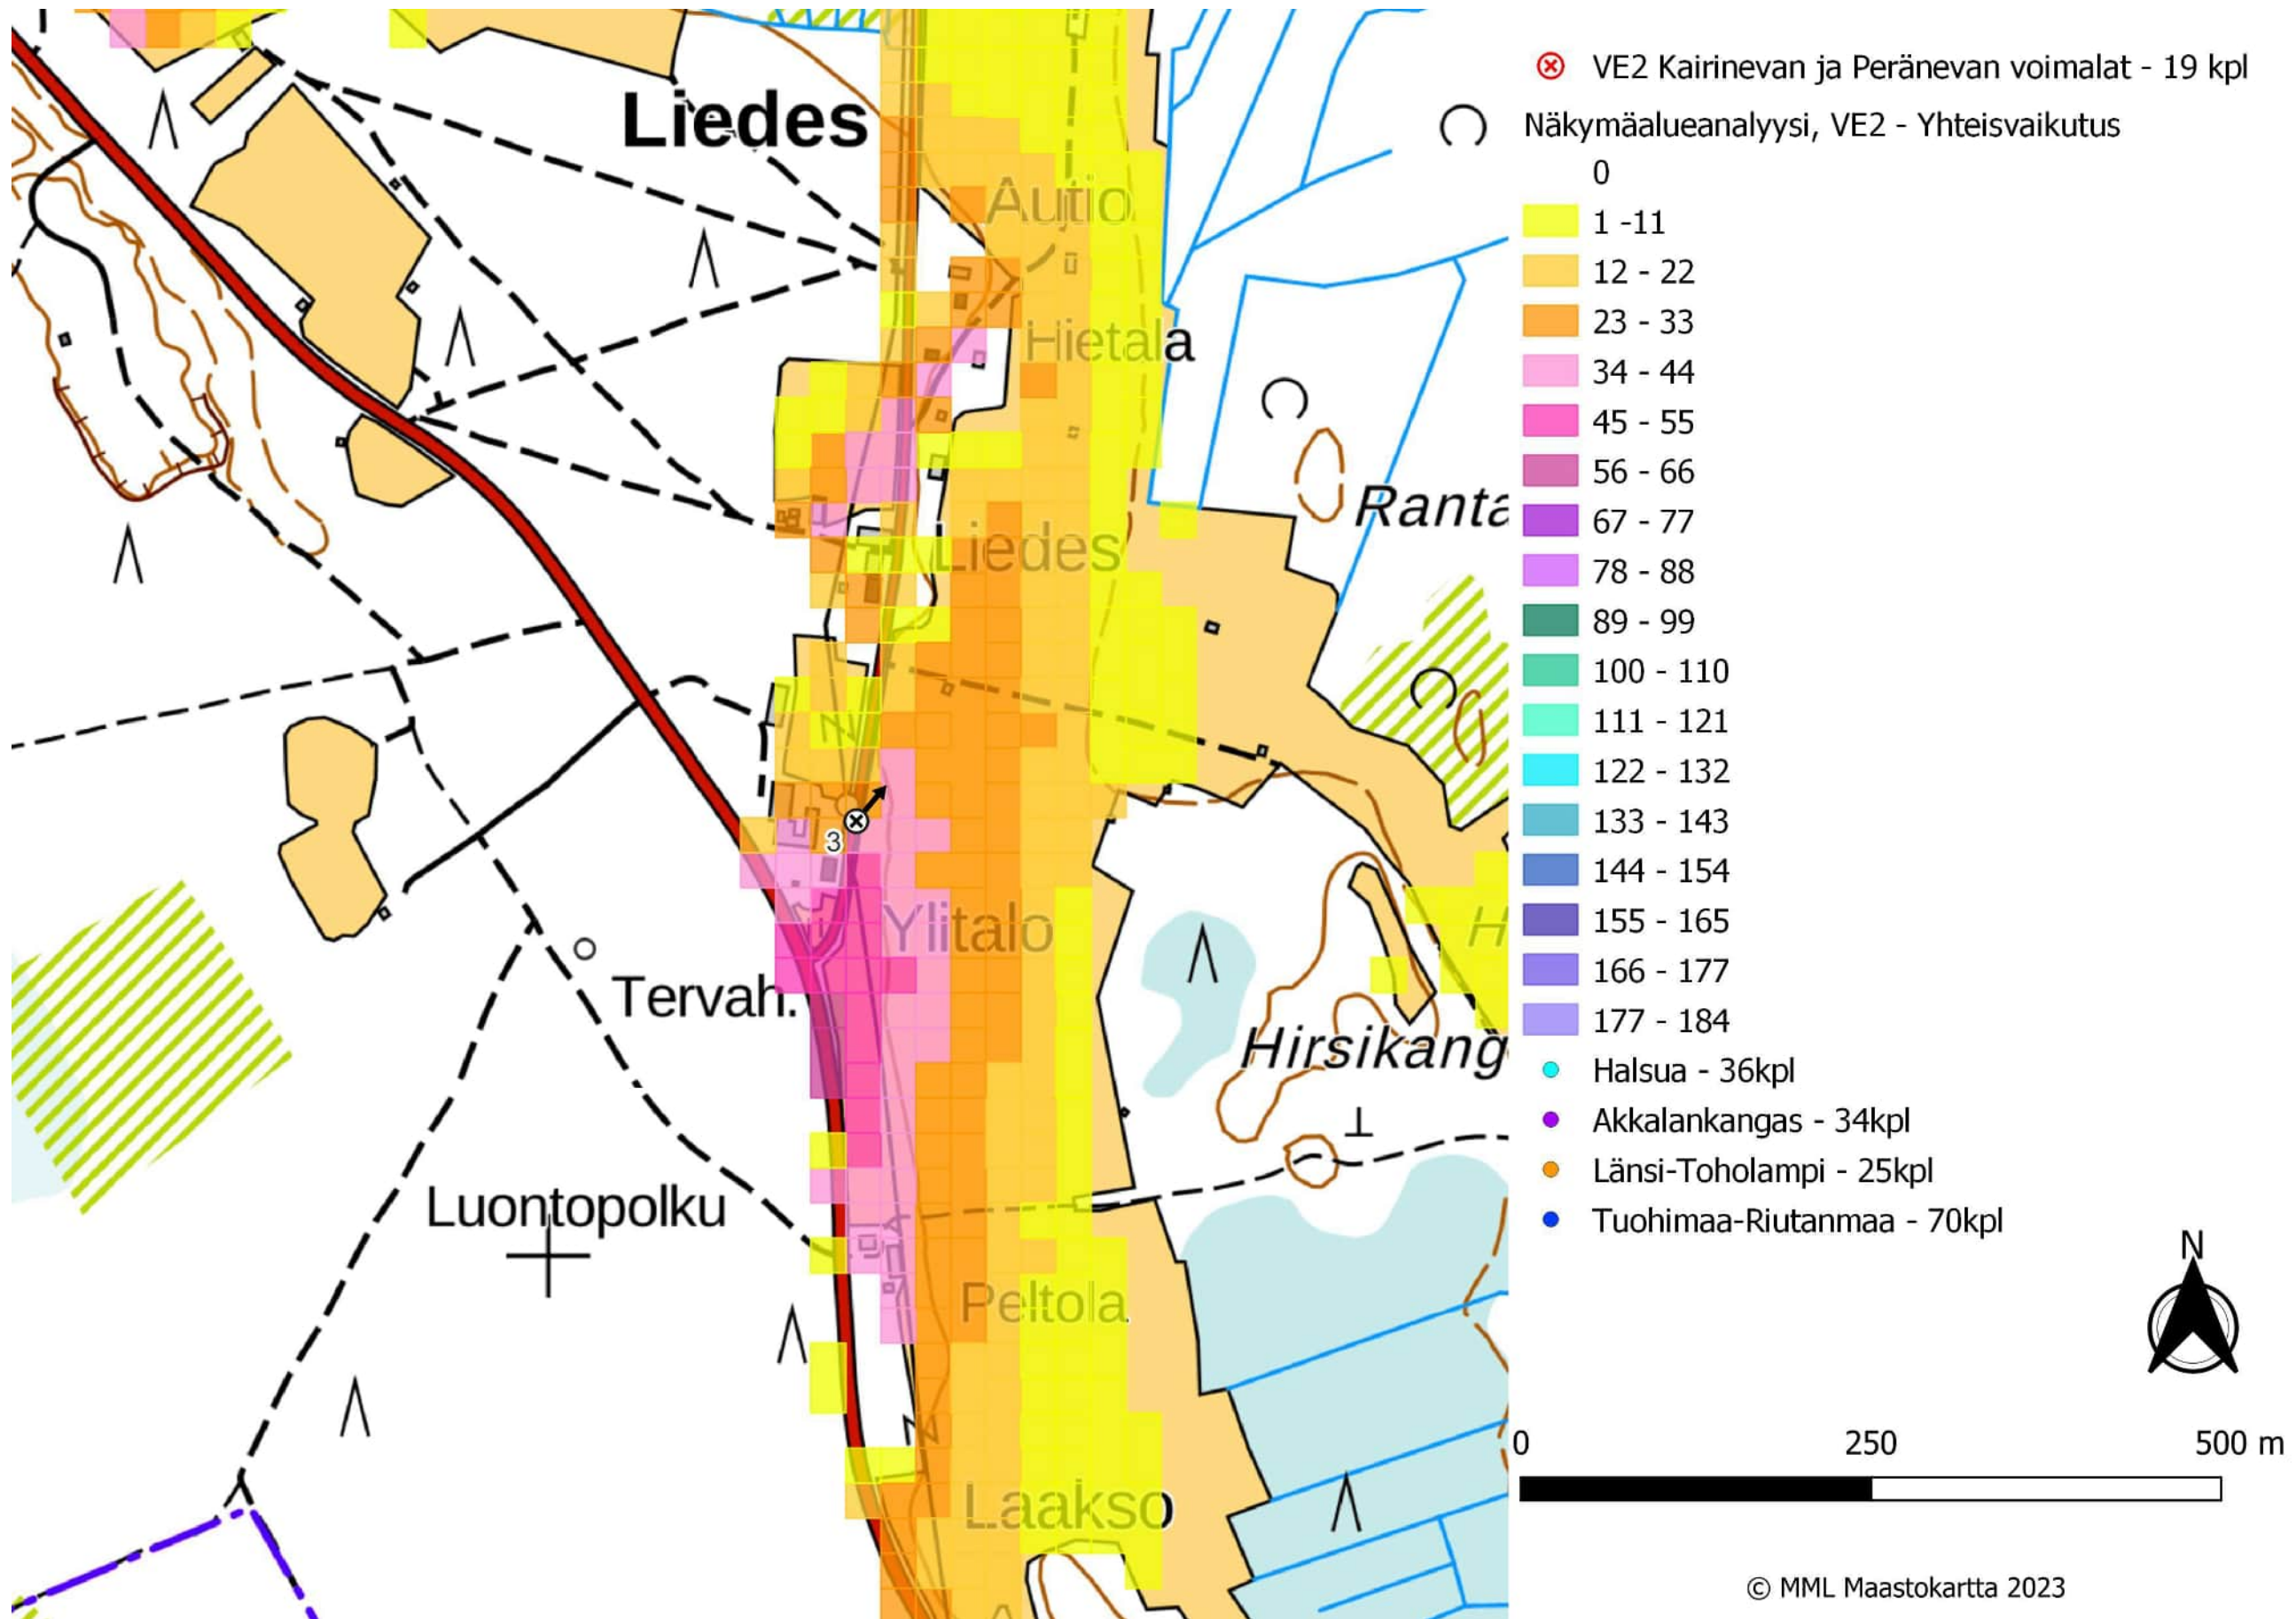 Liedes
Autio
Hietala
Liedes
Ranta
3
Ylitalo
Tervah.
H
Hirsikang
Luontopolku
Peltola
Laakso
VE2 Kairinevan ja Peränevan voimalat - 19 kpl
Näkymäalueanalyysi, VE2 - Yhteisvaikutus
0
1 -11
12 - 22
23 - 33
34 - 44
45 - 55
56 - 66
67 - 77
78 - 88
89 - 99
100 - 110
111 - 121
122 - 132
133 - 143
144 - 154
155 - 165
166 - 177
177 - 184
Halsua - 36kpl
Akkalankangas - 34kpl
Länsi-Toholampi - 25kpl
Tuohimaa-Riutanmaa - 70kpl
N
0 250 500 m
© MML Maastokartta 2023